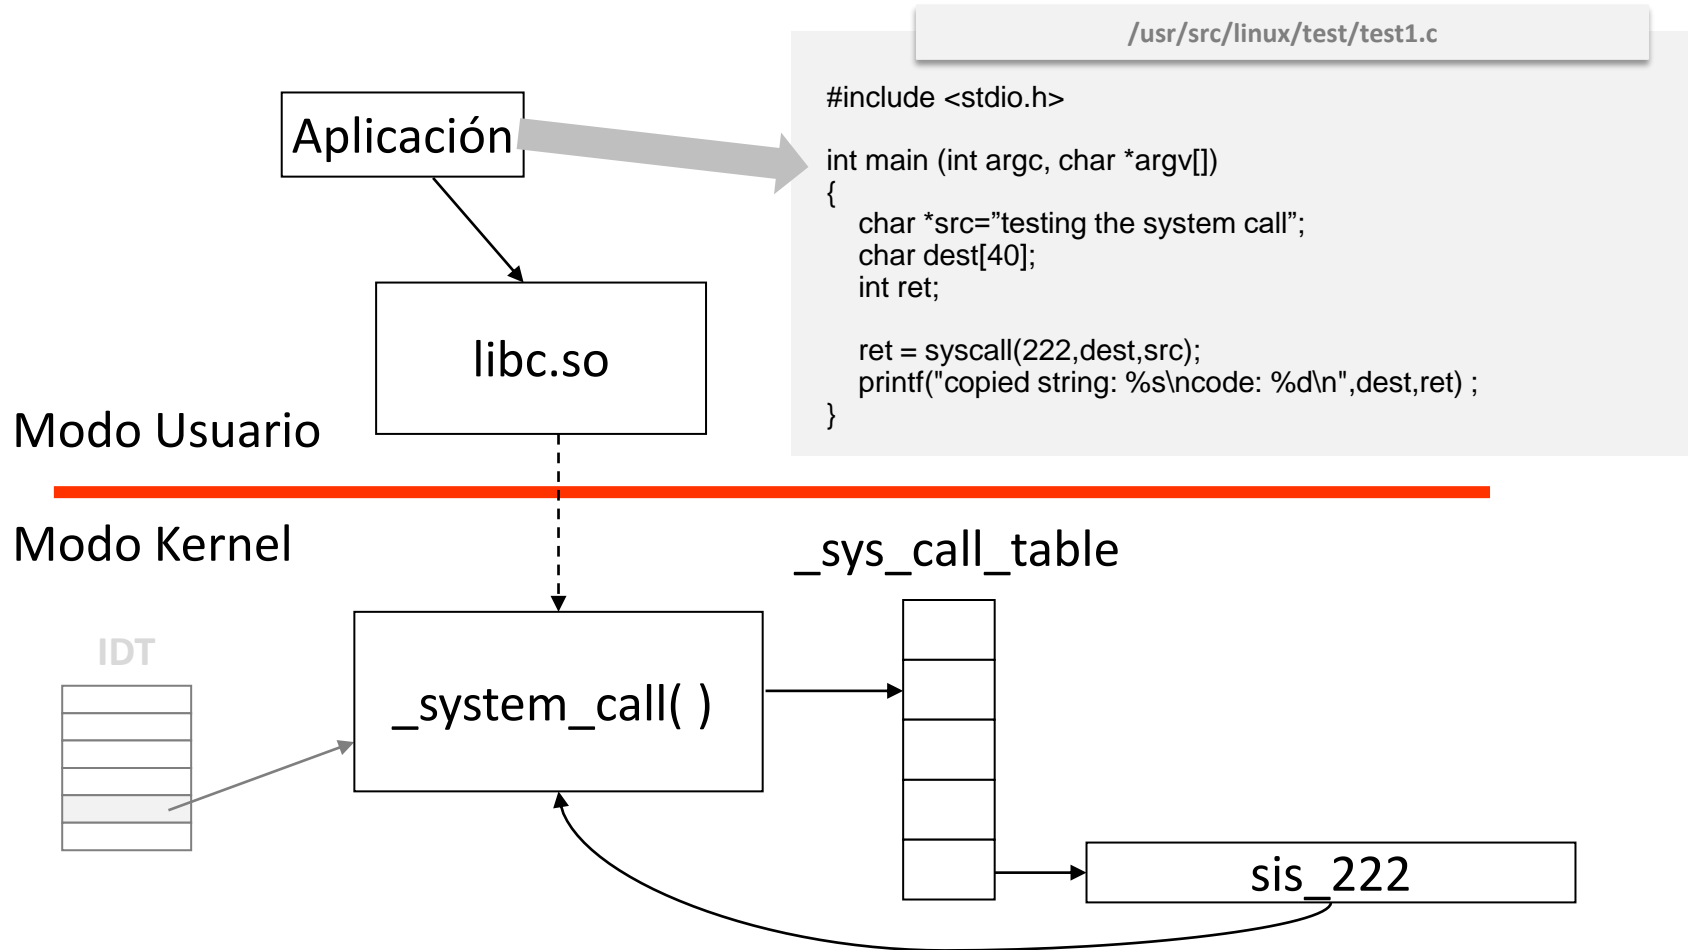 /usr/src/linux/test/test1.c
#include <stdio.h>
int main (int argc, char *argv[])
{
char *src=”testing the system call”;
char dest[40];
int ret;
ret = syscall(222,dest,src);
printf("copied string: %s\ncode: %d\n",dest,ret) ;
}
Aplicación
libc.so
Modo Usuario
Modo Kernel
_sys_call_table
IDT
_system_call( )
sis_222